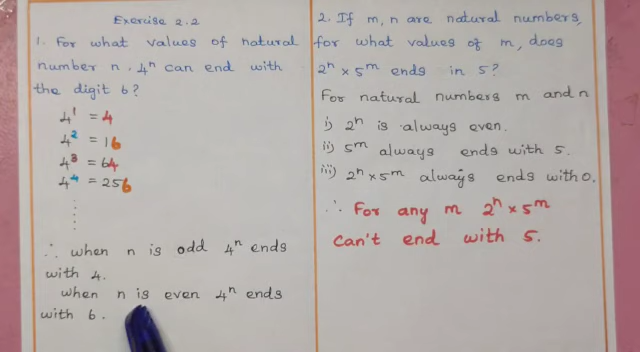 Exercise 2.2
1. For what values of natural
number n, 4ⁿ can end with
the digit 6?
4¹ = 4
4² = 16
4³ = 64
4⁴ = 256
∴ when n is odd 4ⁿ ends
with 4.
when n is even 4ⁿ ends
with 6.
2. If m, n are natural numbers,
for what values of m, does
2ⁿ × 5ᵐ ends in 5?
For natural numbers m and n
i) 2ⁿ is always even.
ii) 5ᵐ always ends with 5.
iii) 2ⁿ × 5ᵐ always ends with 0.
∴ For any m 2ⁿ × 5ᵐ
can't end with 5.